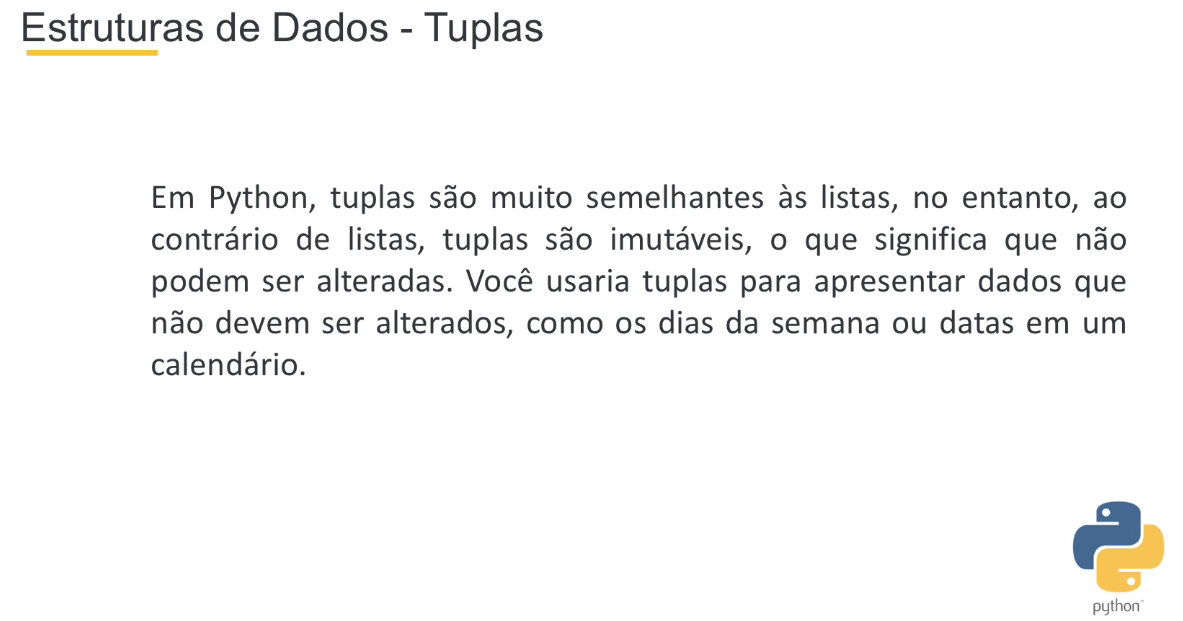 Estruturas de Dados - Tuplas
Em Python, tuplas são muito semelhantes às listas, no entanto, ao
contrário de listas, tuplas são imutáveis, o que significa que não
podem ser alteradas. Você usaria tuplas para apresentar dados que
não devem ser alterados, como os dias da semana ou datas em um
calendário.
python™